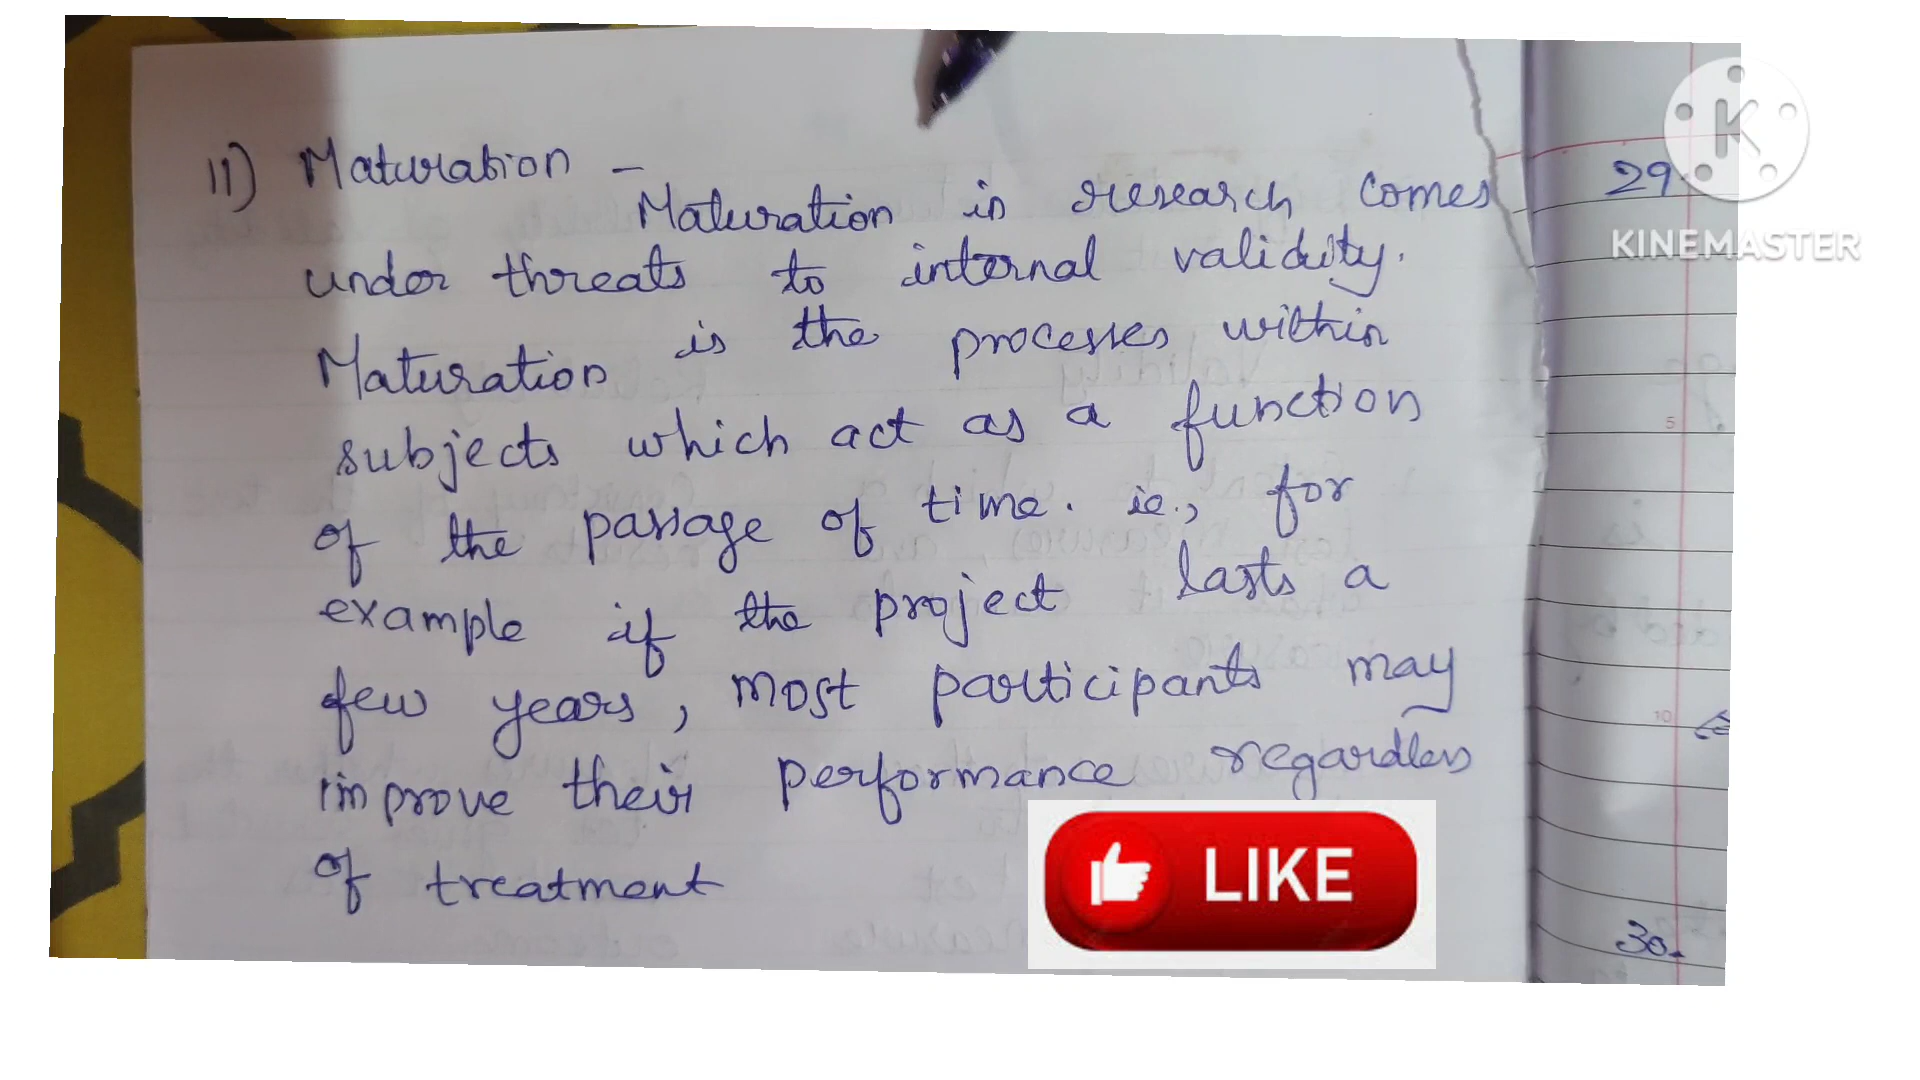 11) Maturation -
Maturation in research comes
under threats to internal validity.
Maturation is the processes within
subjects which act as a function
of the passage of time. ie., for
example if the project lasts a
few years, most participants may
improve their performance regardless
of treatment
29.
5
10
30.
KINEMASTER
LIKE